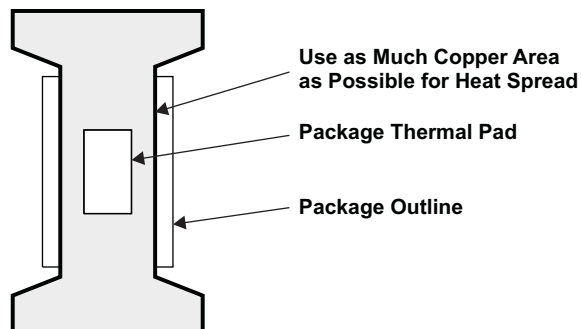 Use as Much Copper Area
as Possible for Heat Spread
Package Thermal Pad
Package Outline